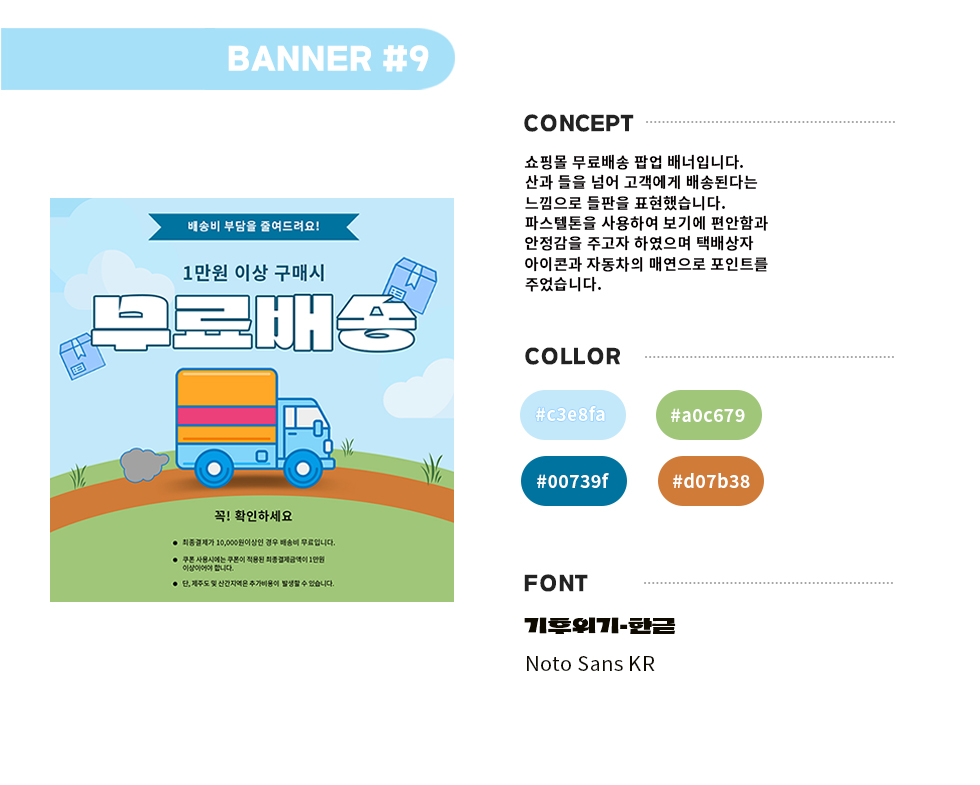 BANNER #9
배송비 부담을 줄여드려요!
1만원 이상 구매시
무료배송
꼭! 확인하세요
최종결제가 10,000원이상인 경우 배송비 무료입니다.
쿠폰 사용시에는 쿠폰이 적용된 최종결제금액이 1만원
이상이어야 합니다.
단, 제주도 및 산간지역은 추가비용이 발생할 수 있습니다.
CONCEPT
쇼핑몰 무료배송 팝업 배너입니다.
산과 들을 넘어 고객에게 배송된다는
느낌으로 들판을 표현했습니다.
파스텔톤을 사용하여 보기에 편안함과
안정감을 주고자 하였으며 택배상자
아이콘과 자동차의 매연으로 포인트를
주었습니다.
COLLOR
#c3e8fa
#a0c679
#00739f
#d07b38
FONT
기후위기-한글
Noto Sans KR